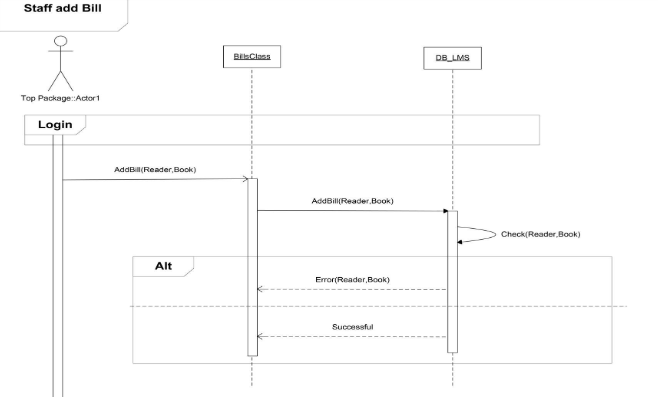 Staff add Bill
BillsClass
DB_LMS
Top Package::Actor1
Login
AddBill(Reader,Book)
AddBill(Reader,Book)
Check(Reader,Book)
Alt
Error(Reader,Book)
Successful